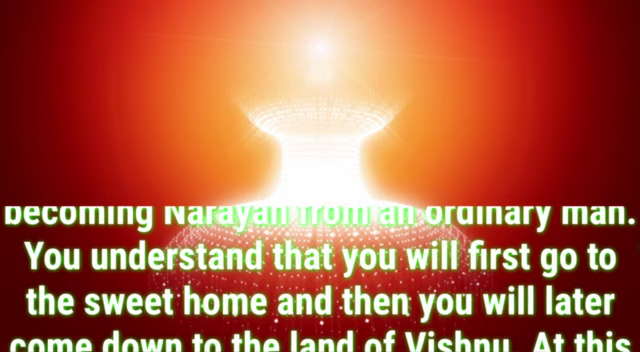 becoming Narayan from an ordinary man.
You understand that you will first go to
the sweet home and then you will later
come down to the land of Vishnu. At this